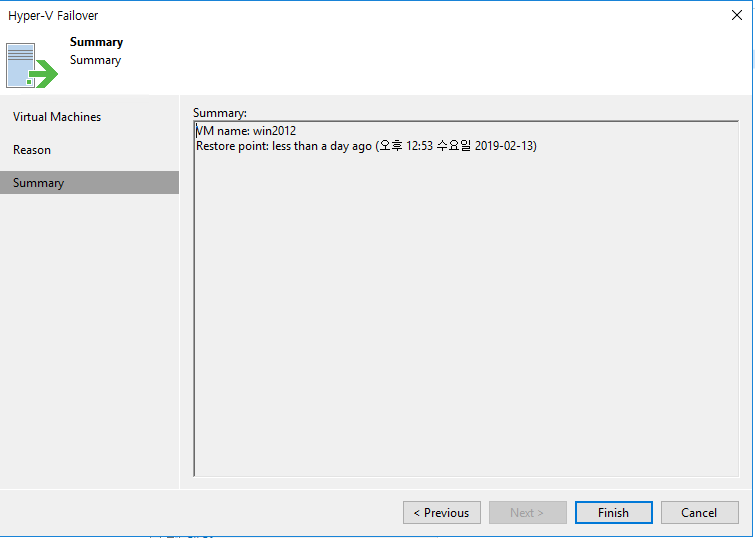 Hyper-V Failover
Summary
Summary
Virtual Machines
Reason
Summary
Summary:
VM name: win2012
Restore point: less than a day ago (오후 12:53 수요일 2019-02-13)
< Previous
Next >
Finish
Cancel